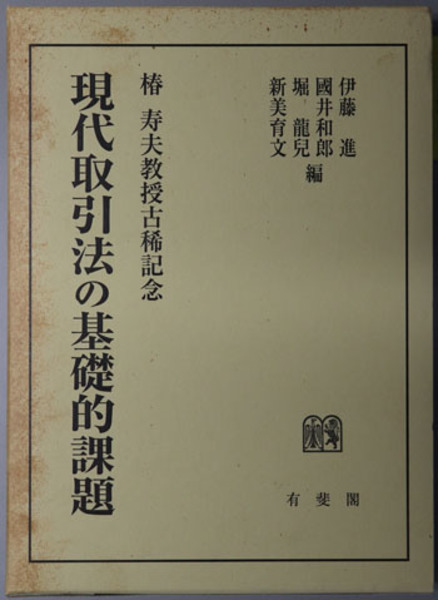 伊藤 進
國井和郎
堀 龍兒
新美育文
編
椿 寿夫教授古稀記念
現代取引法の基礎的課題
有斐閣